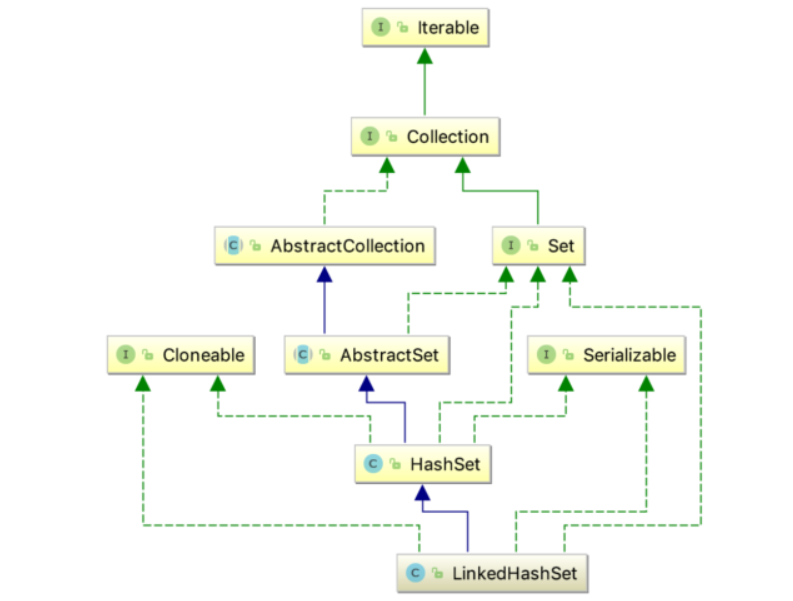 I Iterable
I Collection
C AbstractCollection
I Set
I Cloneable
C AbstractSet
I Serializable
C HashSet
C LinkedHashSet